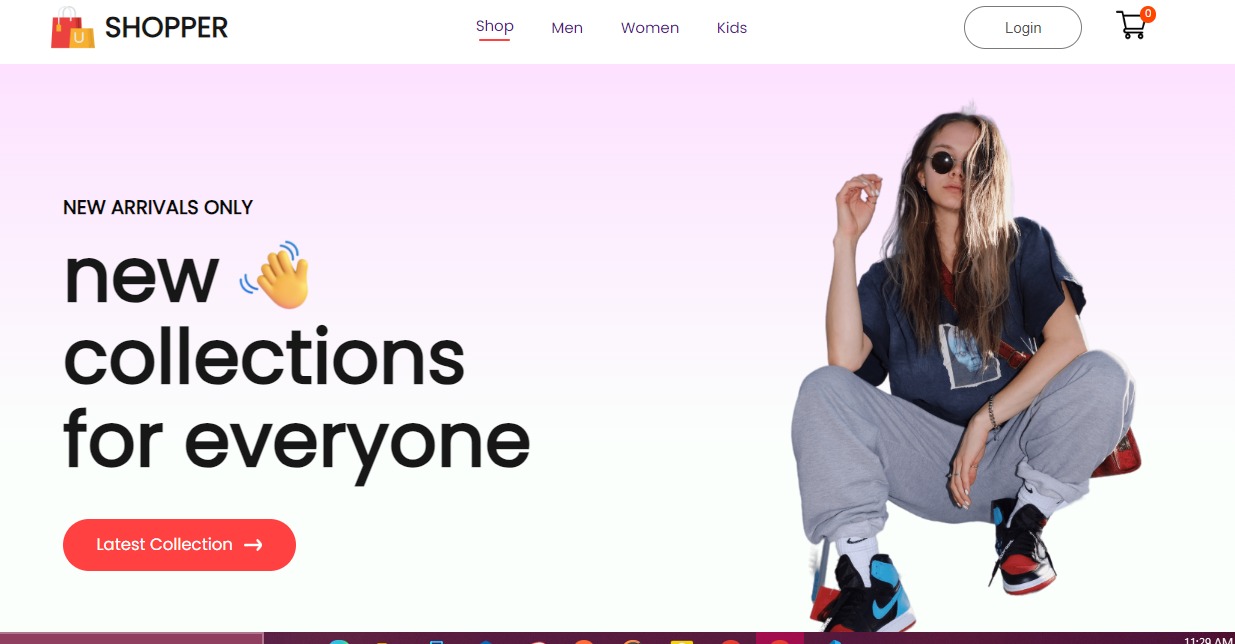 SHOPPER
Shop Men Women Kids Login 0
NEW ARRIVALS ONLY
new
collections
for everyone
Latest Collection →
11:29 AM